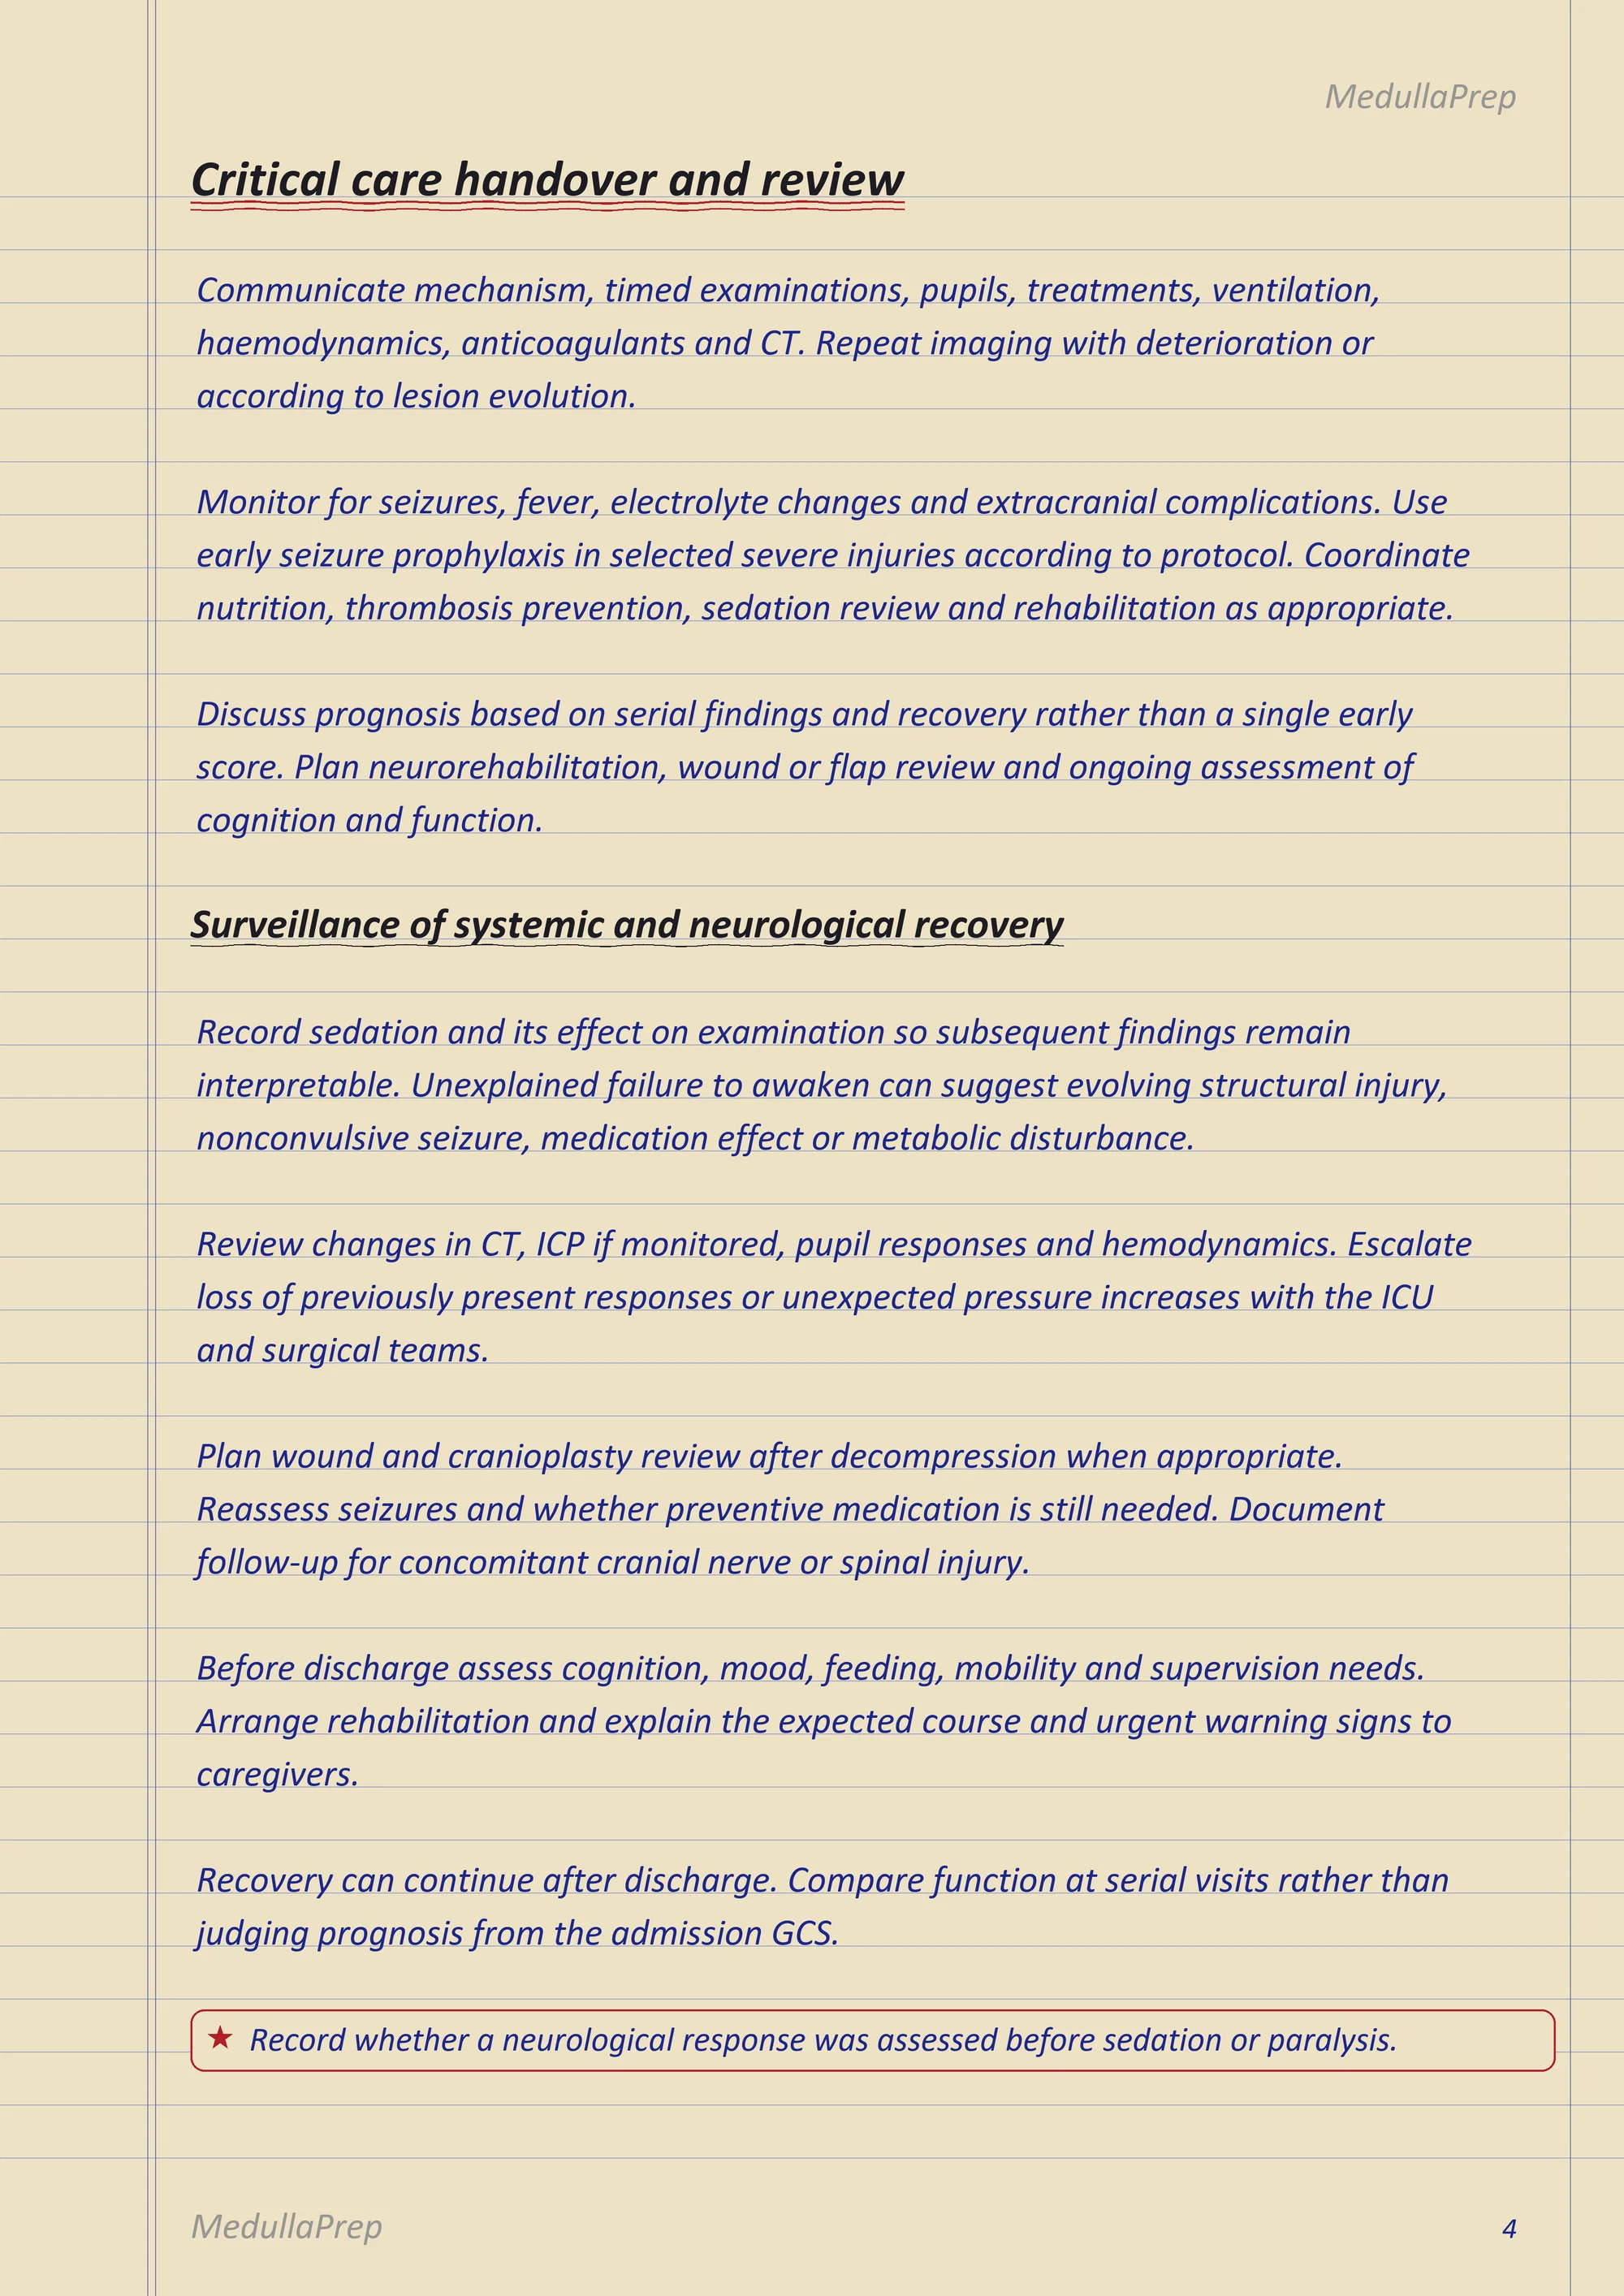 MedullaPrep
Critical care handover and review
Communicate mechanism, timed examinations, pupils, treatments, ventilation,
haemodynamics, anticoagulants and CT. Repeat imaging with deterioration or
according to lesion evolution.
Monitor for seizures, fever, electrolyte changes and extracranial complications. Use
early seizure prophylaxis in selected severe injuries according to protocol. Coordinate
nutrition, thrombosis prevention, sedation review and rehabilitation as appropriate.
Discuss prognosis based on serial findings and recovery rather than a single early
score. Plan neurorehabilitation, wound or flap review and ongoing assessment of
cognition and function.
Surveillance of systemic and neurological recovery
Record sedation and its effect on examination so subsequent findings remain
interpretable. Unexplained failure to awaken can suggest evolving structural injury,
nonconvulsive seizure, medication effect or metabolic disturbance.
Review changes in CT, ICP if monitored, pupil responses and hemodynamics. Escalate
loss of previously present responses or unexpected pressure increases with the ICU
and surgical teams.
Plan wound and cranioplasty review after decompression when appropriate.
Reassess seizures and whether preventive medication is still needed. Document
follow-up for concomitant cranial nerve or spinal injury.
Before discharge assess cognition, mood, feeding, mobility and supervision needs.
Arrange rehabilitation and explain the expected course and urgent warning signs to
caregivers.
Recovery can continue after discharge. Compare function at serial visits rather than
judging prognosis from the admission GCS.
★ Record whether a neurological response was assessed before sedation or paralysis.
MedullaPrep
4